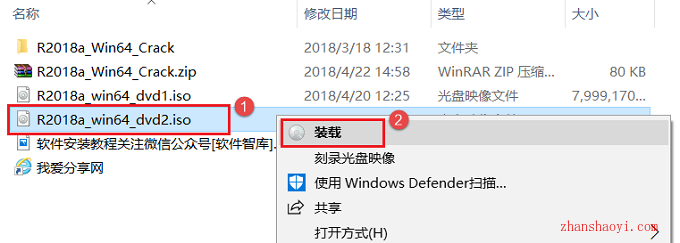 名称 修改日期 类型 大小
R2018a_Win64_Crack 2018/3/18 12:31 文件夹
R2018a_Win64_Crack.zip 2018/4/22 14:58 WinRAR ZIP 压缩... 80 KB
R2018a_win64_dvd1.iso 2018/4/20 12:25 光盘映像文件 7,999,170...
R2018a_win64_dvd2.iso 1
装载 2
软件安装教程关注微信公众号[软件智库].
刻录光盘映像
我爱分享网
使用 Windows Defender扫描...
共享
打开方式(H)
zhanshaoyi.com